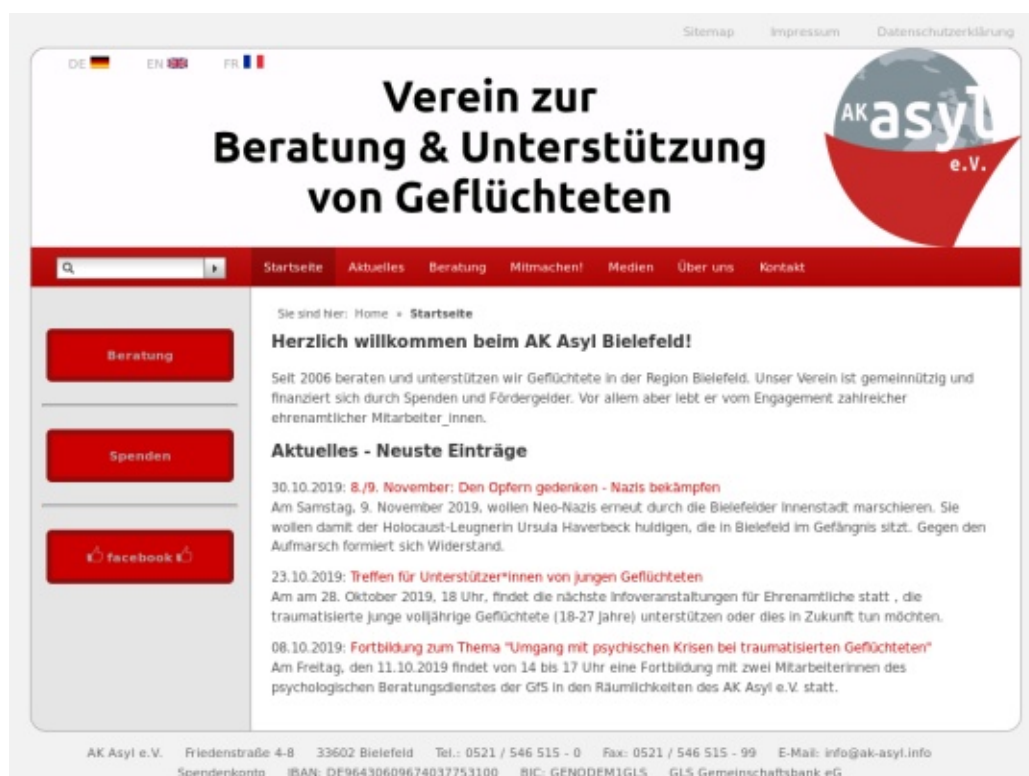 Sitemap Impressum Datenschutzerklärung
DE EN FR
Verein zur
Beratung & Unterstützung
von Geflüchteten
AK asyl
e.V.
Startseite Aktuelles Beratung Mitmachen! Medien Über uns Kontakt
Sie sind hier: Home » Startseite
Beratung
Spenden
facebook
Herzlich willkommen beim AK Asyl Bielefeld!
Seit 2006 beraten und unterstützen wir Geflüchtete in der Region Bielefeld. Unser Verein ist gemeinnützig und
finanziert sich durch Spenden und Fördergelder. Vor allem aber lebt er vom Engagement zahlreicher
ehrenamtlicher Mitarbeiter_innen.
Aktuelles - Neuste Einträge
30.10.2019: 8./9. November: Den Opfern gedenken - Nazis bekämpfen
Am Samstag, 9. November 2019, wollen Neo-Nazis erneut durch die Bielefelder Innenstadt marschieren. Sie
wollen damit der Holocaust-Leugnerin Ursula Haverbeck huldigen, die in Bielefeld im Gefängnis sitzt. Gegen den
Aufmarsch formiert sich Widerstand.
23.10.2019: Treffen für Unterstützer*innen von jungen Geflüchteten
Am am 28. Oktober 2019, 18 Uhr, findet die nächste Infoveranstaltungen für Ehrenamtliche statt , die
traumatisierte junge volljährige Geflüchtete (18-27 Jahre) unterstützen oder dies in Zukunft tun möchten.
08.10.2019: Fortbildung zum Thema "Umgang mit psychischen Krisen bei traumatisierten Geflüchteten"
Am Freitag, den 11.10.2019 findet von 14 bis 17 Uhr eine Fortbildung mit zwei Mitarbeiterinnen des
psychologischen Beratungsdienstes der GfS in den Räumlichkeiten des AK Asyl e.V. statt.
AK Asyl e.V. Friedenstraße 4-8 33602 Bielefeld Tel.: 0521 / 546 515 - 0 Fax: 0521 / 546 515 - 99 E-Mail: info@ak-asyl.info
Spendenkonto IBAN: DE96430609674037753100 BIC: GENODEM1GLS GLS Gemeinschaftsbank eG